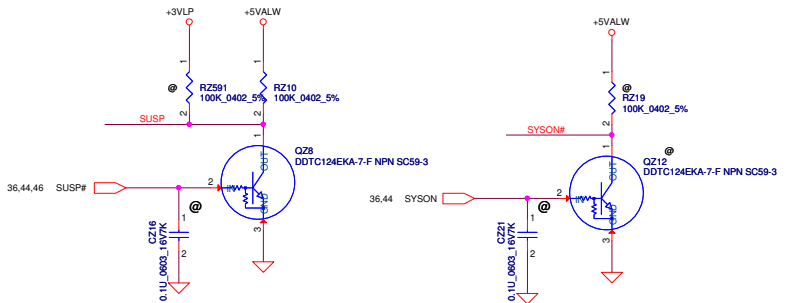 +3VLP
+5VALW
1
1
@
RZ591
100K_0402_5%
RZ10
100K_0402_5%
2
2
SUSP
1
OUT
QZ8
DDTC124EKA-7-F NPN SC59-3
36,44,46
SUSP#
2
IN
GND
3
@
1
2
CZ16
0.1U_0603_16V7K
+5VALW
1
@
RZ19
100K_0402_5%
2
SYSON#
1
@
OUT
QZ12
DDTC124EKA-7-F NPN SC59-3
36,44
SYSON
2
IN
GND
3
@
1
2
CZ21
0.1U_0603_16V7K